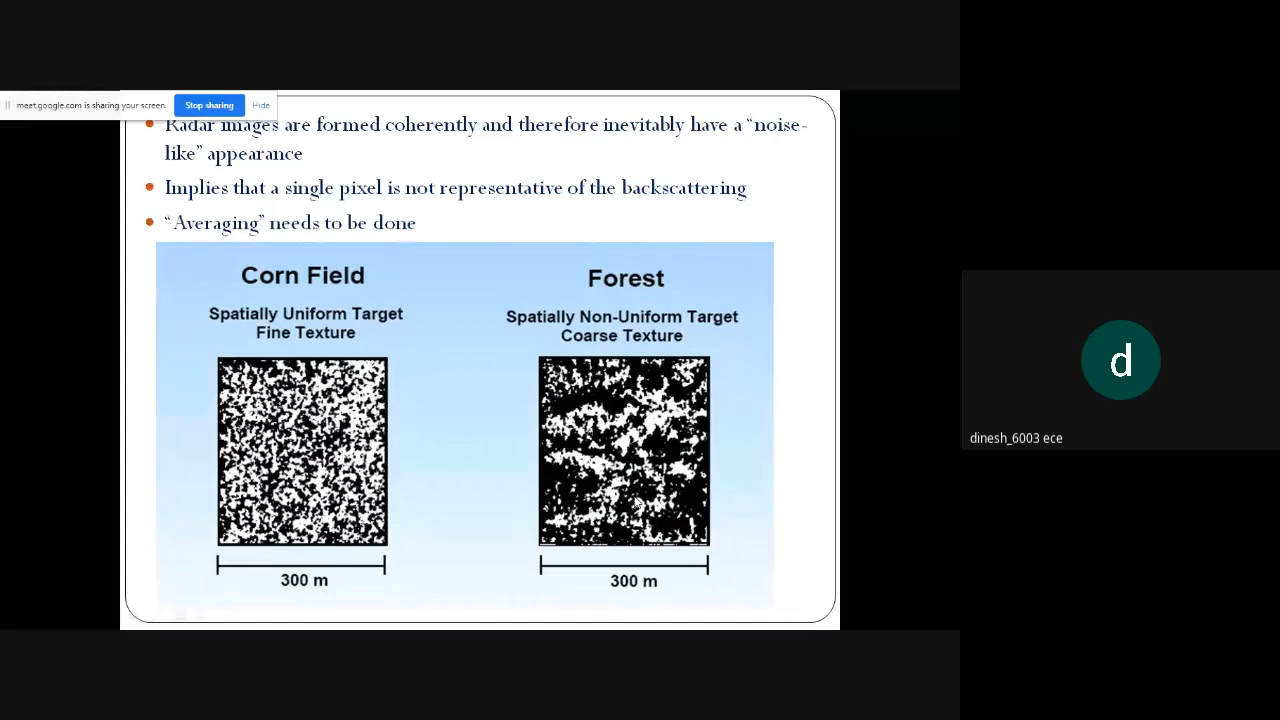 meet.google.com is sharing your screen. Stop sharing Hide
Radar images are formed coherently and therefore inevitably have a “noise-
like” appearance
Implies that a single pixel is not representative of the backscattering
“Averaging” needs to be done
Corn Field
Spatially Uniform Target
Fine Texture
300 m
Forest
Spatially Non-Uniform Target
Coarse Texture
300 m
d
dinesh_6003 ece